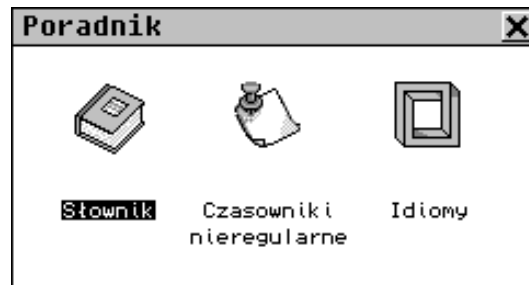 Poradnik
Słownik
Czasowniki
nieregularne
Idiomy